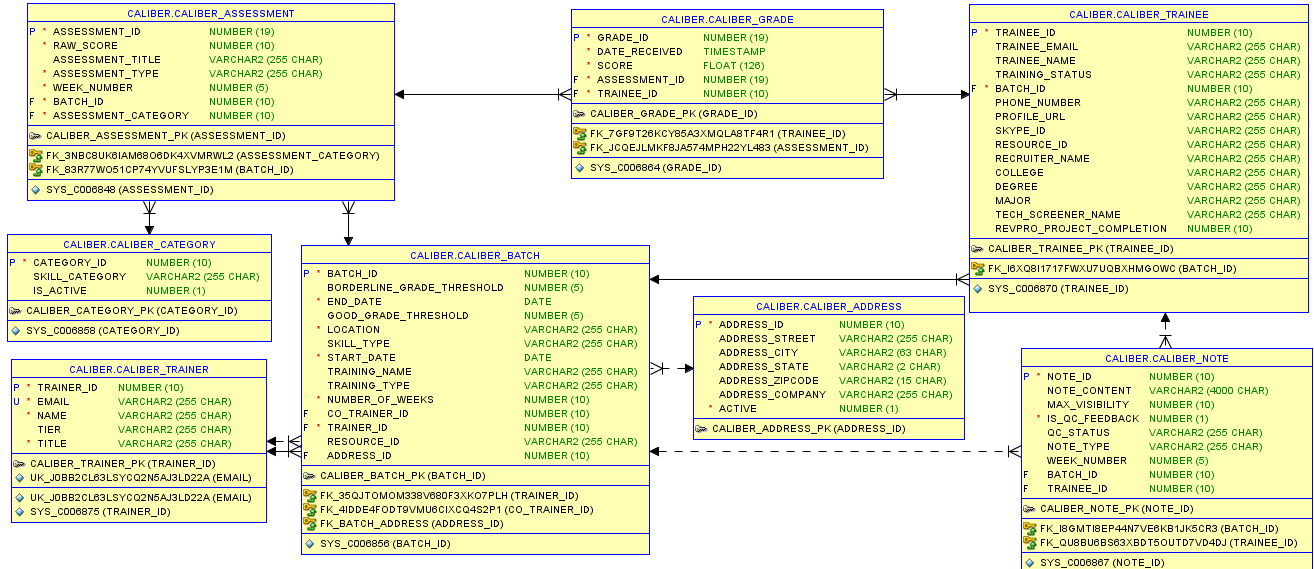 CALIBER.CALIBER_ASSESSMENT
P * ASSESSMENT_ID NUMBER (19)
* RAW_SCORE NUMBER (10)
ASSESSMENT_TITLE VARCHAR2 (255 CHAR)
* ASSESSMENT_TYPE VARCHAR2 (255 CHAR)
* WEEK_NUMBER NUMBER (5)
F * BATCH_ID NUMBER (10)
F * ASSESSMENT_CATEGORY NUMBER (10)
CALIBER_ASSESSMENT_PK (ASSESSMENT_ID)
FK_3NBC8UK6IAM68O6DK4XVMRWL2 (ASSESSMENT_CATEGORY)
FK_83R77WO51CP74YVUFSLYP3E1M (BATCH_ID)
SYS_C006848 (ASSESSMENT_ID)
CALIBER.CALIBER_GRADE
P * GRADE_ID NUMBER (19)
* DATE_RECEIVED TIMESTAMP
* SCORE FLOAT (126)
F * ASSESSMENT_ID NUMBER (19)
F * TRAINEE_ID NUMBER (10)
CALIBER_GRADE_PK (GRADE_ID)
FK_7GF9T26KCY85A3XMQLA8TF4R1 (TRAINEE_ID)
FK_JCQEJLMKF8JA574MPH22YL483 (ASSESSMENT_ID)
SYS_C006864 (GRADE_ID)
CALIBER.CALIBER_TRAINEE
P * TRAINEE_ID NUMBER (10)
TRAINEE_EMAIL VARCHAR2 (255 CHAR)
TRAINEE_NAME VARCHAR2 (255 CHAR)
TRAINING_STATUS VARCHAR2 (255 CHAR)
F * BATCH_ID NUMBER (10)
PHONE_NUMBER VARCHAR2 (255 CHAR)
PROFILE_URL VARCHAR2 (255 CHAR)
SKYPE_ID VARCHAR2 (255 CHAR)
RESOURCE_ID VARCHAR2 (255 CHAR)
RECRUITER_NAME VARCHAR2 (255 CHAR)
COLLEGE VARCHAR2 (255 CHAR)
DEGREE VARCHAR2 (255 CHAR)
MAJOR VARCHAR2 (255 CHAR)
TECH_SCREENER_NAME VARCHAR2 (255 CHAR)
REVPRO_PROJECT_COMPLETION NUMBER (10)
CALIBER_TRAINEE_PK (TRAINEE_ID)
FK_I6XQ8I1717FWXU7UQBXHMGOWC (BATCH_ID)
SYS_C006870 (TRAINEE_ID)
CALIBER.CALIBER_CATEGORY
P * CATEGORY_ID NUMBER (10)
SKILL_CATEGORY VARCHAR2 (255 CHAR)
IS_ACTIVE NUMBER (1)
CALIBER_CATEGORY_PK (CATEGORY_ID)
SYS_C006858 (CATEGORY_ID)
CALIBER.CALIBER_BATCH
P * BATCH_ID NUMBER (10)
BORDERLINE_GRADE_THRESHOLD NUMBER (5)
* END_DATE DATE
GOOD_GRADE_THRESHOLD NUMBER (5)
* LOCATION VARCHAR2 (255 CHAR)
SKILL_TYPE VARCHAR2 (255 CHAR)
* START_DATE DATE
TRAINING_NAME VARCHAR2 (255 CHAR)
TRAINING_TYPE VARCHAR2 (255 CHAR)
* NUMBER_OF_WEEKS NUMBER (10)
F CO_TRAINER_ID NUMBER (10)
F * TRAINER_ID NUMBER (10)
RESOURCE_ID VARCHAR2 (255 CHAR)
F ADDRESS_ID NUMBER (10)
CALIBER_BATCH_PK (BATCH_ID)
FK_35QJTOMOM338V680F3XKO7PLH (TRAINER_ID)
FK_4IDDE4FODT9VMU6CIXCQ4S2P1 (CO_TRAINER_ID)
FK_BATCH_ADDRESS (ADDRESS_ID)
SYS_C006856 (BATCH_ID)
CALIBER.CALIBER_ADDRESS
P * ADDRESS_ID NUMBER (10)
ADDRESS_STREET VARCHAR2 (255 CHAR)
ADDRESS_CITY VARCHAR2 (63 CHAR)
ADDRESS_STATE VARCHAR2 (2 CHAR)
ADDRESS_ZIPCODE VARCHAR2 (15 CHAR)
ADDRESS_COMPANY VARCHAR2 (255 CHAR)
* ACTIVE NUMBER (1)
CALIBER_ADDRESS_PK (ADDRESS_ID)
CALIBER.CALIBER_TRAINER
P * TRAINER_ID NUMBER (10)
U * EMAIL VARCHAR2 (255 CHAR)
* NAME VARCHAR2 (255 CHAR)
TIER VARCHAR2 (255 CHAR)
* TITLE VARCHAR2 (255 CHAR)
CALIBER_TRAINER_PK (TRAINER_ID)
UK_J0BB2CL63LSYCQ2N5AJ3LD22A (EMAIL)
UK_J0BB2CL63LSYCQ2N5AJ3LD22A (EMAIL)
SYS_C006875 (TRAINER_ID)
CALIBER.CALIBER_NOTE
P * NOTE_ID NUMBER (10)
NOTE_CONTENT VARCHAR2 (4000 CHAR)
MAX_VISIBILITY NUMBER (10)
* IS_QC_FEEDBACK NUMBER (1)
QC_STATUS VARCHAR2 (255 CHAR)
NOTE_TYPE VARCHAR2 (255 CHAR)
WEEK_NUMBER NUMBER (5)
F BATCH_ID NUMBER (10)
F TRAINEE_ID NUMBER (10)
CALIBER_NOTE_PK (NOTE_ID)
FK_I8GMTI8EP44N7VE6KB1JK5CR3 (BATCH_ID)
FK_QU8BU6BS63XBDT5OUTD7VD4DJ (TRAINEE_ID)
SYS_C006867 (NOTE_ID)